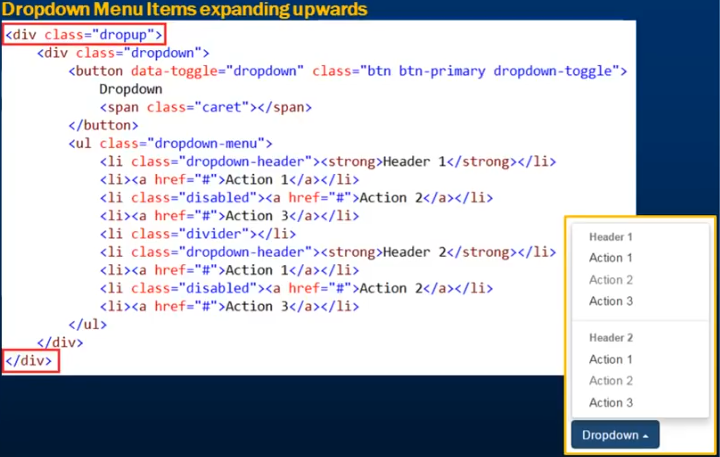 Dropdown Menu Items expanding upwards
<div class="dropup">
    <div class="dropdown">
        <button data-toggle="dropdown" class="btn btn-primary dropdown-toggle">
            Dropdown
            <span class="caret"></span>
        </button>
        <ul class="dropdown-menu">
            <li class="dropdown-header"><strong>Header 1</strong></li>
            <li><a href="#">Action 1</a></li>
            <li class="disabled"><a href="#">Action 2</a></li>
            <li><a href="#">Action 3</a></li>
            <li class="divider"></li>
            <li class="dropdown-header"><strong>Header 2</strong></li>
            <li><a href="#">Action 1</a></li>
            <li class="disabled"><a href="#">Action 2</a></li>
            <li><a href="#">Action 3</a></li>
        </ul>
    </div>
</div>
Header 1
Action 1
Action 2
Action 3
Header 2
Action 1
Action 2
Action 3
Dropdown